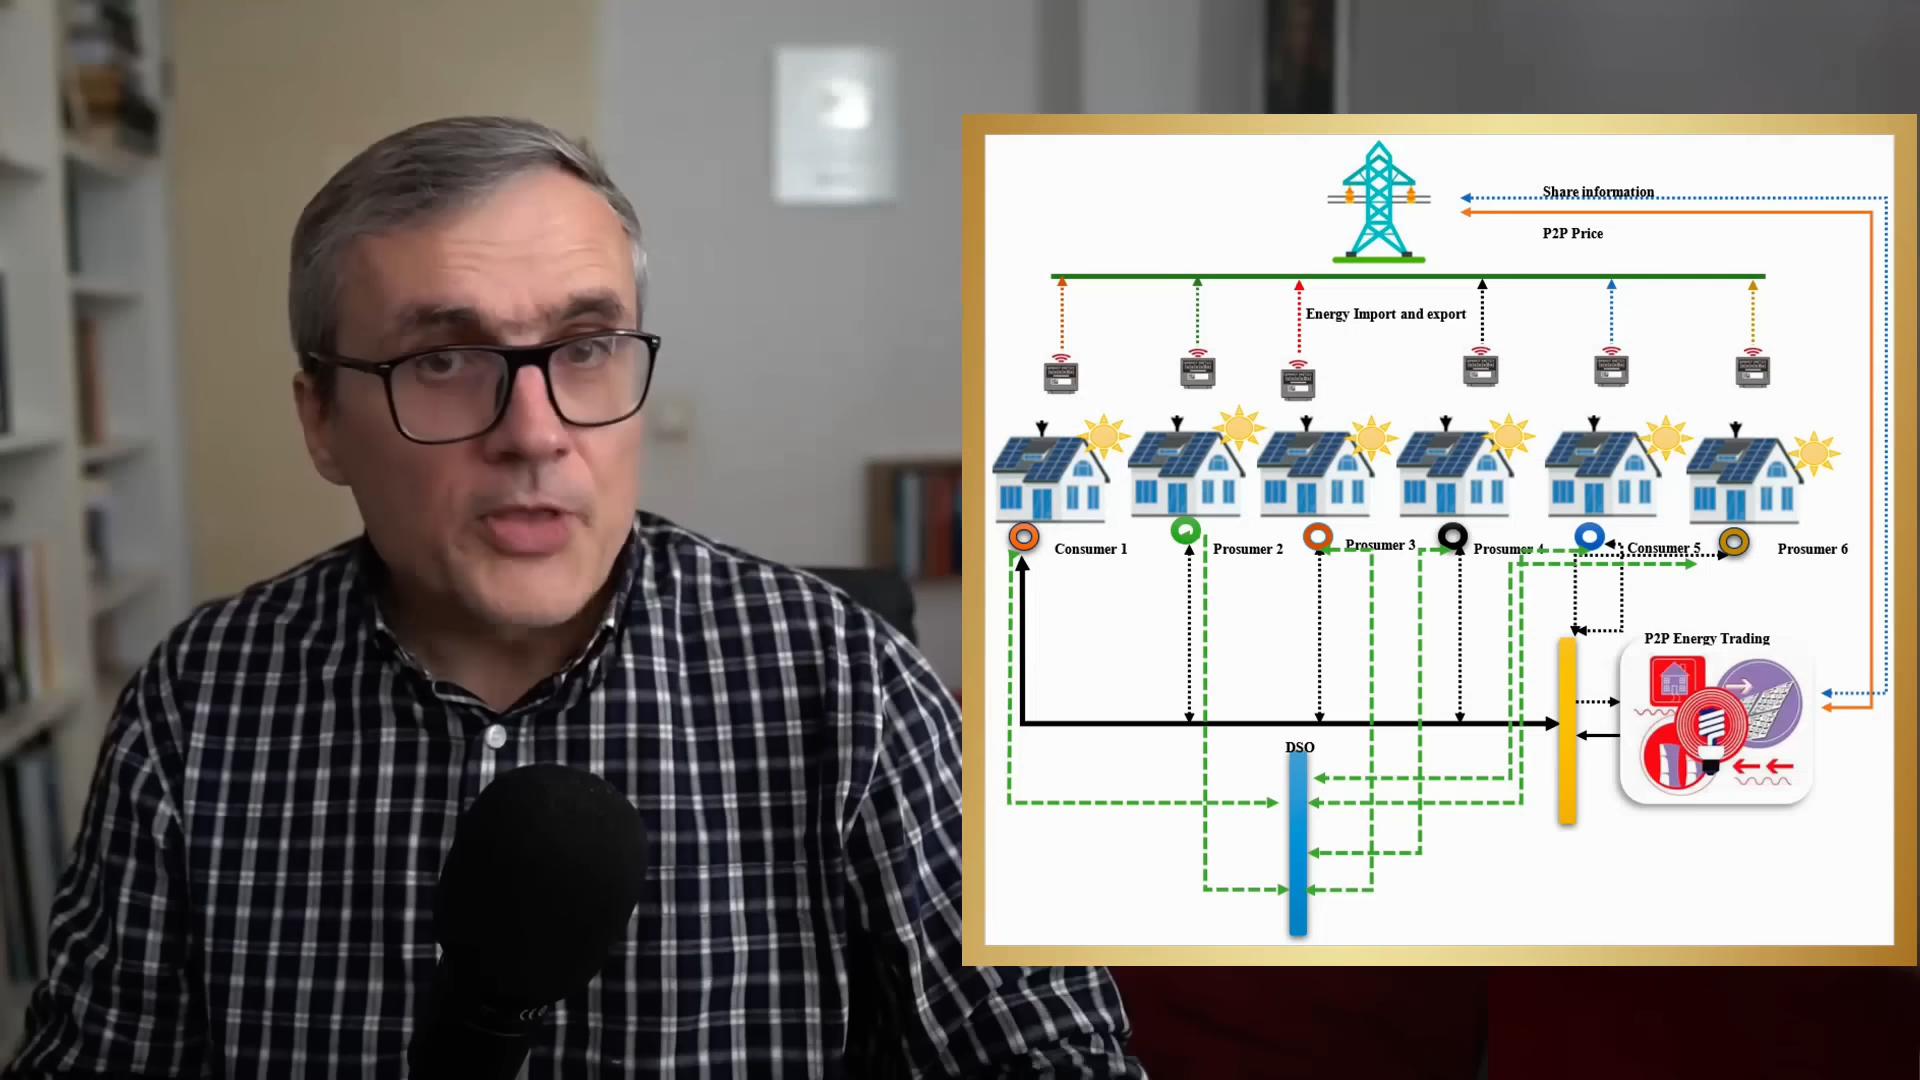 Share information
P2P Price
Energy Import and export
Consumer 1
Prosumer 2
Prosumer 3
Prosumer 4
Consumer 5
Prosumer 6
P2P Energy Trading
DSO